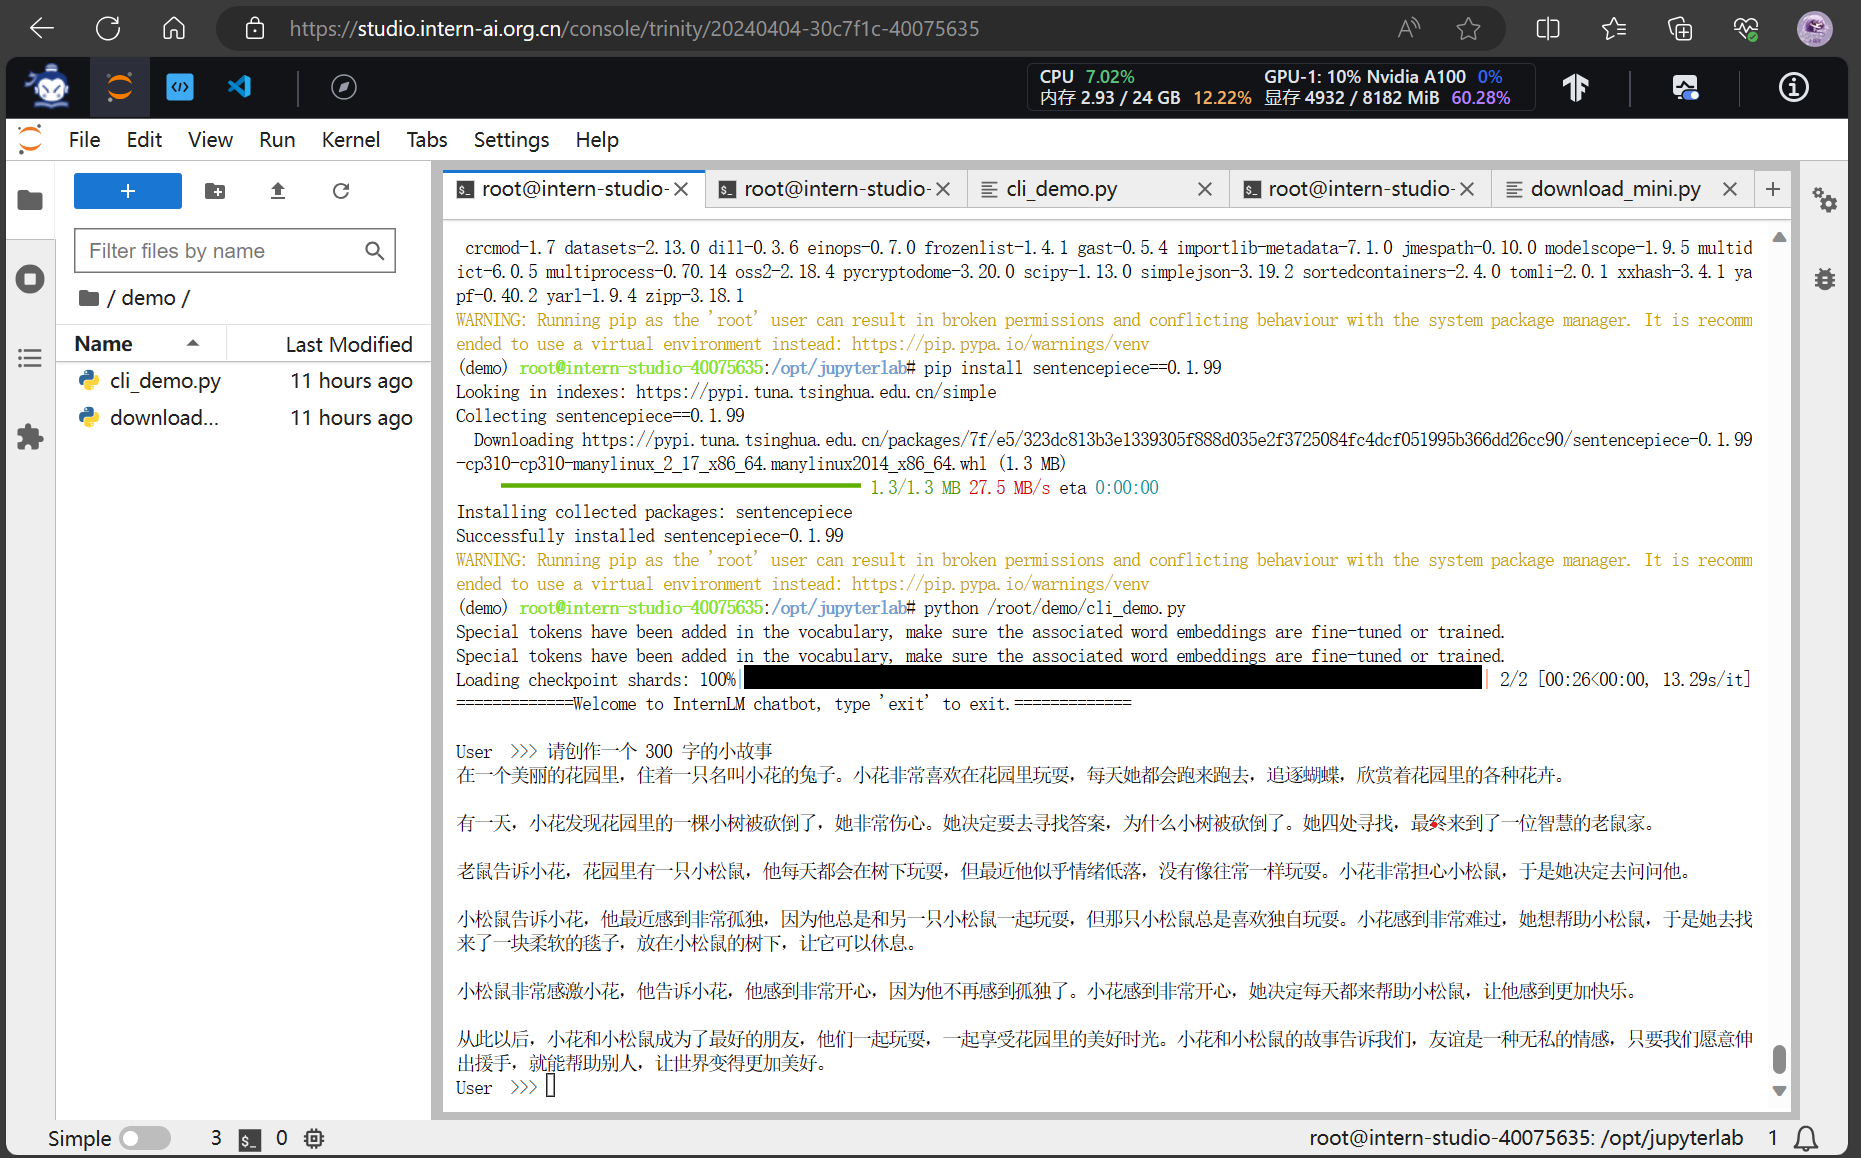 https://studio.intern-ai.org.cn/console/trinity/20240404-30c7f1c-40075635
CPU 7.02% GPU-1: 10% Nvidia A100 0%
内存 2.93 / 24 GB 12.22% 显存 4932 / 8182 MiB 60.28%
File Edit View Run Kernel Tabs Settings Help
root@intern-studio- root@intern-studio- cli_demo.py root@intern-studio- download_mini.py
Filter files by name
/ demo /
Name Last Modified
cli_demo.py 11 hours ago
download... 11 hours ago
crcmod-1.7 datasets-2.13.0 dill-0.3.6 einops-0.7.0 frozenlist-1.4.1 gast-0.5.4 importlib-metadata-7.1.0 jmespath-0.10.0 modelscope-1.9.5 multid
ict-6.0.5 multiprocess-0.70.14 oss2-2.18.4 pycryptodome-3.20.0 scipy-1.13.0 simplejson-3.19.2 sortedcontainers-2.4.0 tomli-2.0.1 xxhash-3.4.1 ya
pf-0.40.2 yarl-1.9.4 zipp-3.18.1
WARNING: Running pip as the 'root' user can result in broken permissions and conflicting behaviour with the system package manager. It is recomm
ended to use a virtual environment instead: https://pip.pypa.io/warnings/venv
(demo) root@intern-studio-40075635:/opt/jupyterlab# pip install sentencepiece==0.1.99
Looking in indexes: https://pypi.tuna.tsinghua.edu.cn/simple
Collecting sentencepiece==0.1.99
Downloading https://pypi.tuna.tsinghua.edu.cn/packages/7f/e5/323dc813b3e1339305f888d035e2f3725084fc4dcf051995b366dd26cc90/sentencepiece-0.1.99
-cp310-cp310-manylinux_2_17_x86_64.manylinux2014_x86_64.whl (1.3 MB)
1.3/1.3 MB 27.5 MB/s eta 0:00:00
Installing collected packages: sentencepiece
Successfully installed sentencepiece-0.1.99
WARNING: Running pip as the 'root' user can result in broken permissions and conflicting behaviour with the system package manager. It is recomm
ended to use a virtual environment instead: https://pip.pypa.io/warnings/venv
(demo) root@intern-studio-40075635:/opt/jupyterlab# python /root/demo/cli_demo.py
Special tokens have been added in the vocabulary, make sure the associated word embeddings are fine-tuned or trained.
Special tokens have been added in the vocabulary, make sure the associated word embeddings are fine-tuned or trained.
Loading checkpoint shards: 100%| | 2/2 [00:26<00:00, 13.29s/it]
=============Welcome to InternLM chatbot, type 'exit' to exit.=============
User >>> 请创作一个 300 字的小故事
在一个美丽的花园里，住着一只名叫小花的兔子。小花非常喜欢在花园里玩耍，每天她都会跑来跑去，追逐蝴蝶，欣赏着花园里的各种花卉。
有一天，小花发现花园里的一棵小树被砍倒了，她非常伤心。她决定要去寻找答案，为什么小树被砍倒了。她四处寻找，最终来到了一位智慧的老鼠家。
老鼠告诉小花，花园里有一只小松鼠，他每天都会在树下玩耍，但最近他似乎情绪低落，没有像往常一样玩耍。小花非常担心小松鼠，于是她决定去问问他。
小松鼠告诉小花，他最近感到非常孤独，因为他总是和另一只小松鼠一起玩耍，但那只小松鼠总是喜欢独自玩耍。小花感到非常难过，她想帮助小松鼠，于是她去找
来了一块柔软的毯子，放在小松鼠的树下，让它可以休息。
小松鼠非常感激小花，他告诉小花，他感到非常开心，因为他不再感到孤独了。小花感到非常开心，她决定每天都来帮助小松鼠，让他感到更加快乐。
从此以后，小花和小松鼠成为了最好的朋友，他们一起玩耍，一起享受花园里的美好时光。小花和小松鼠的故事告诉我们，友谊是一种无私的情感，只要我们愿意伸
出援手，就能帮助别人，让世界变得更加美好。
User >>>
Simple 3 0 root@intern-studio-40075635: /opt/jupyterlab 1